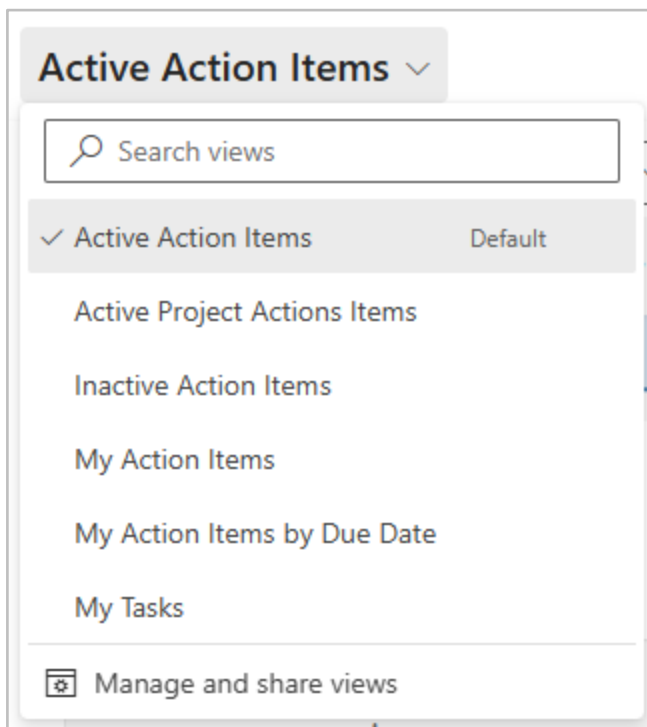 Active Action Items
Search views
Active Action Items Default
Active Project Actions Items
Inactive Action Items
My Action Items
My Action Items by Due Date
My Tasks
Manage and share views